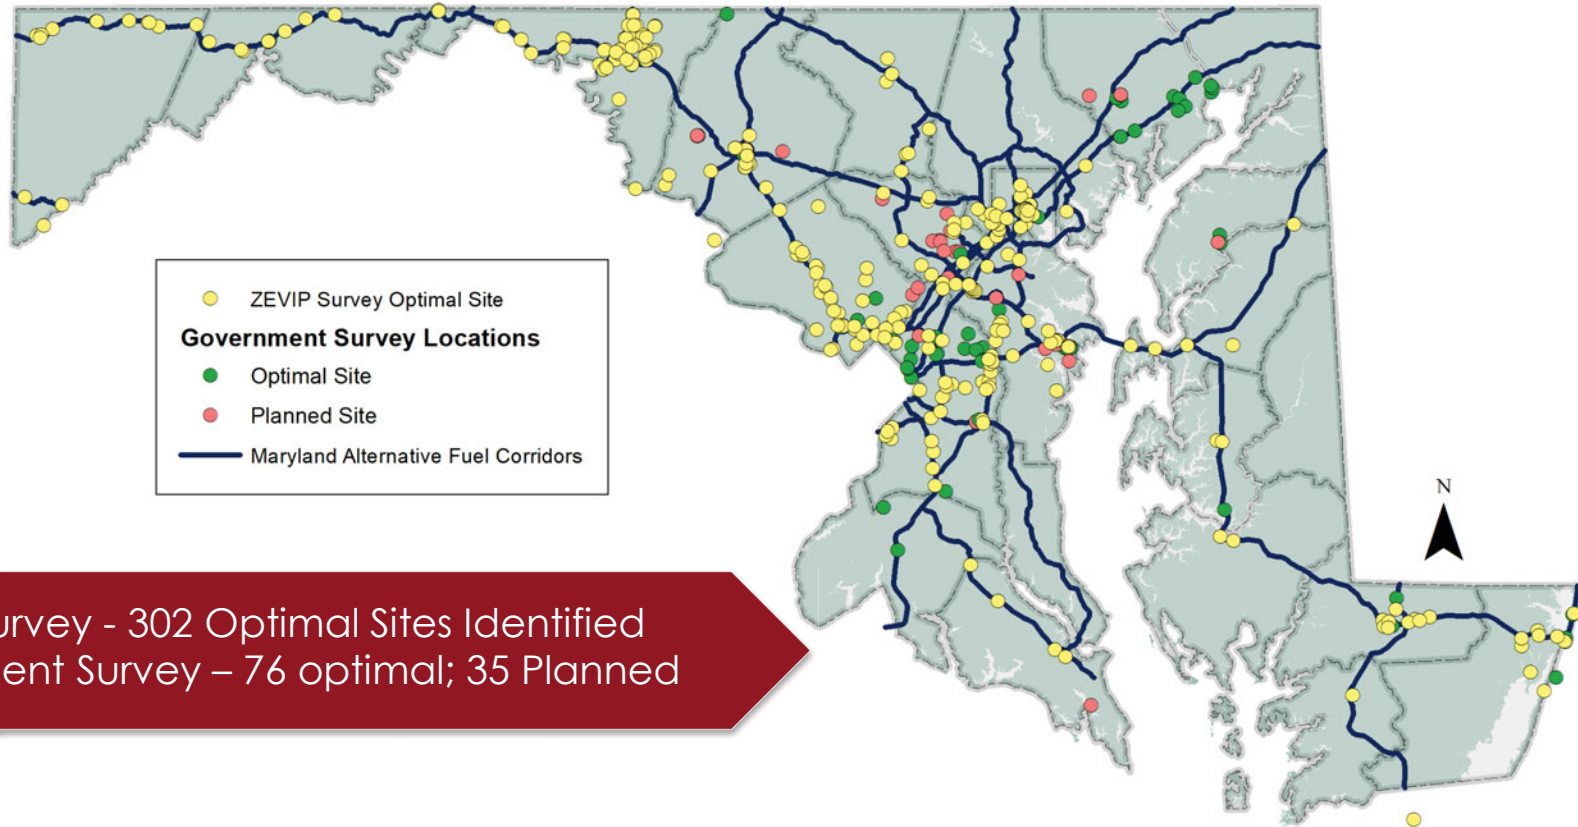 ZEVIP Survey Optimal Site
Government Survey Locations
Optimal Site
Planned Site
Maryland Alternative Fuel Corridors
N
Survey - 302 Optimal Sites Identified
ent Survey – 76 optimal; 35 Planned